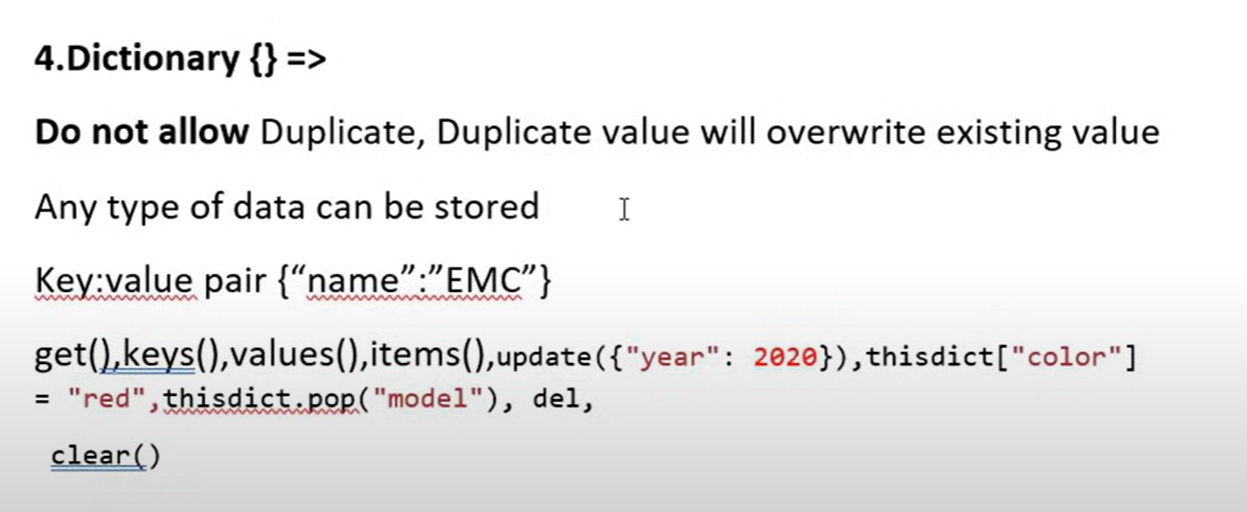 4.Dictionary {} =>
Do not allow Duplicate, Duplicate value will overwrite existing value
Any type of data can be stored
Key:value pair {“name”:”EMC”}
get(),keys(),values(),items(),update({"year": 2020}),thisdict["color"]
= "red",thisdict.pop("model"), del,
clear()